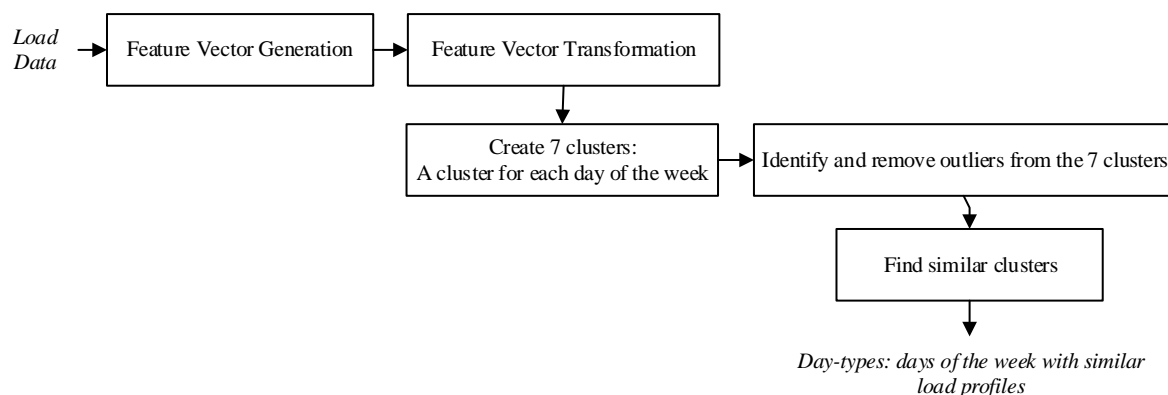 Load
Data
Feature Vector Generation
Feature Vector Transformation
Create 7 clusters:
A cluster for each day of the week
Identify and remove outliers from the 7 clusters
Find similar clusters
Day-types: days of the week with similar
load profiles